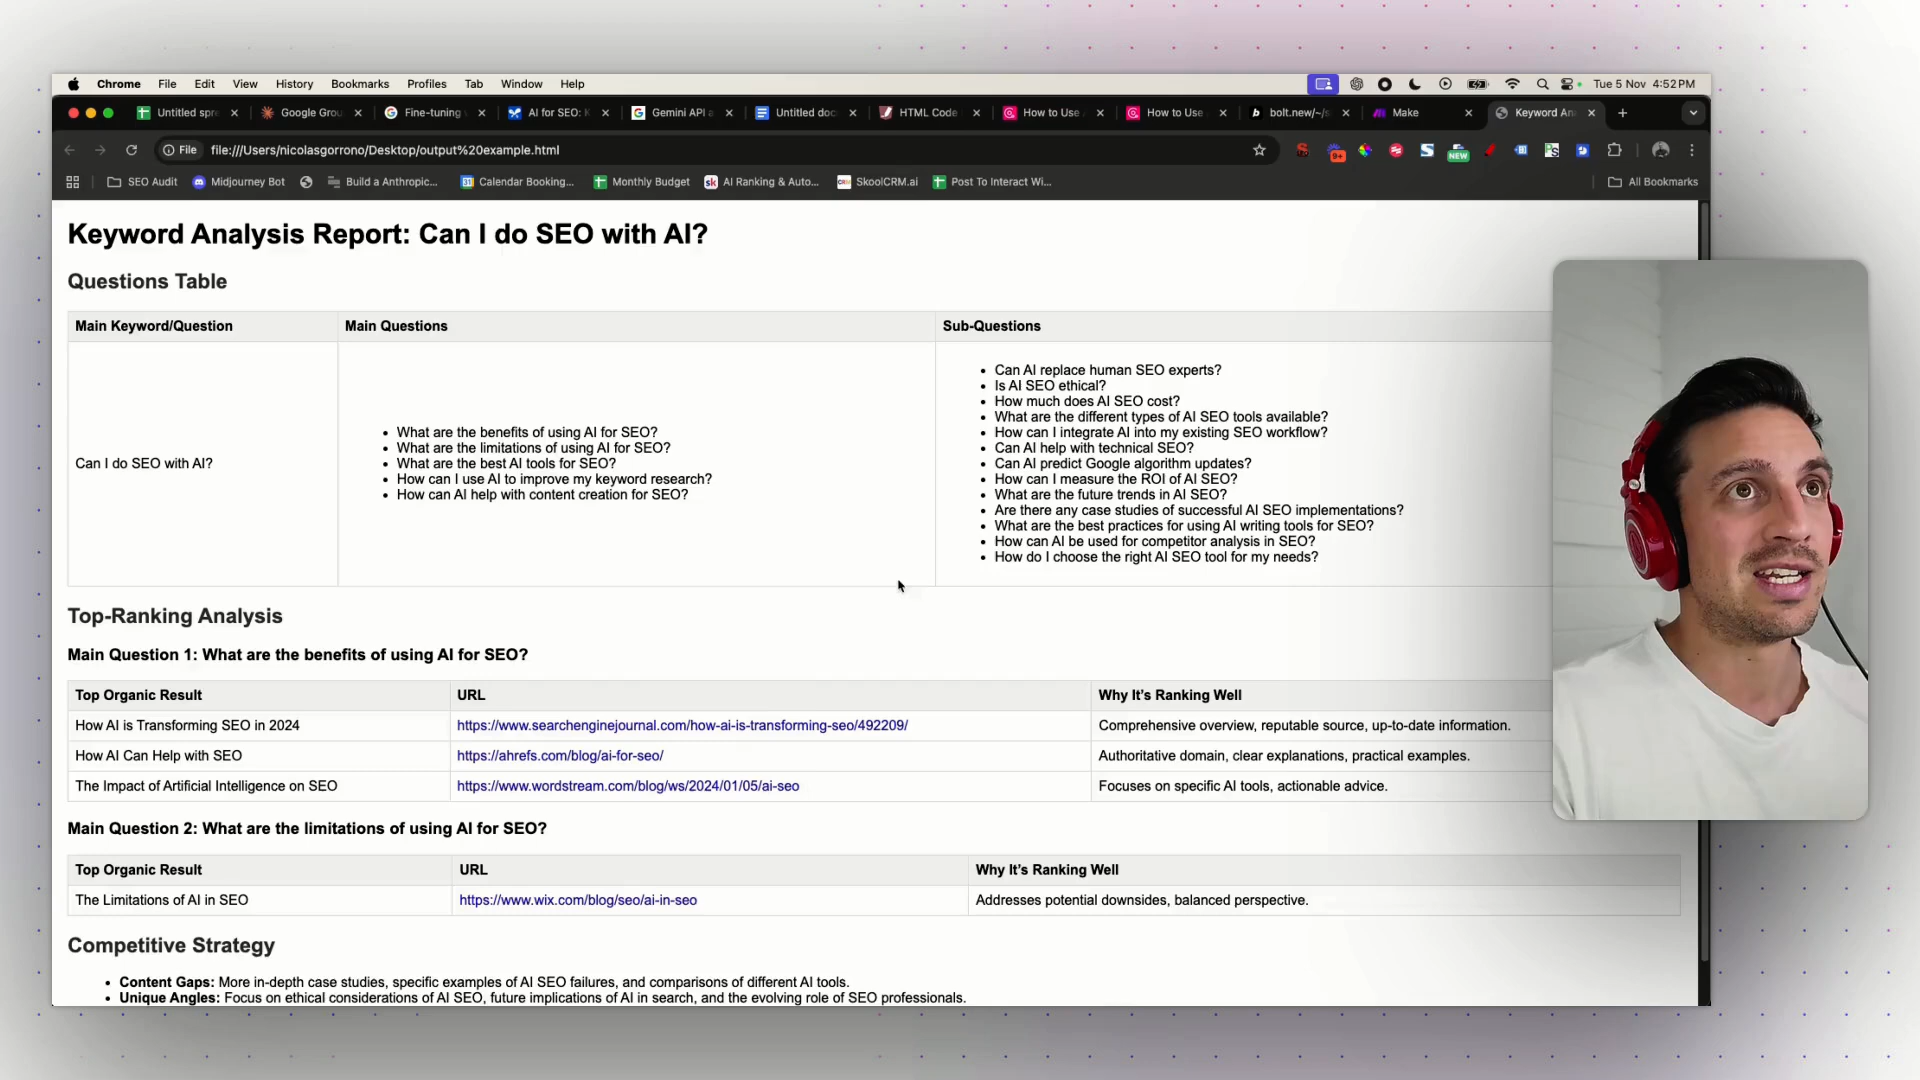 Chrome File Edit View History Bookmarks Profiles Tab Window Help Tue 5 Nov 4:52 PM
Untitled spre Google Grou Fine-tuning AI for SEO: K Gemini API a Untitled doc HTML Code How to Use How to Use bolt.new/~/s Make Keyword An
File file:///Users/nicolasgorrono/Desktop/output%20example.html 9+ NEW
SEO Audit Midjourney Bot Build a Anthropic... Calendar Booking... Monthly Budget sk AI Ranking & Auto... SkoolCRM.ai Post To Interact Wi... All Bookmarks
Keyword Analysis Report: Can I do SEO with AI?
Questions Table
Main Keyword/Question Main Questions Sub-Questions
Can I do SEO with AI?
• What are the benefits of using AI for SEO?
• What are the limitations of using AI for SEO?
• What are the best AI tools for SEO?
• How can I use AI to improve my keyword research?
• How can AI help with content creation for SEO?
• Can AI replace human SEO experts?
• Is AI SEO ethical?
• How much does AI SEO cost?
• What are the different types of AI SEO tools available?
• How can I integrate AI into my existing SEO workflow?
• Can AI help with technical SEO?
• Can AI predict Google algorithm updates?
• How can I measure the ROI of AI SEO?
• What are the future trends in AI SEO?
• Are there any case studies of successful AI SEO implementations?
• What are the best practices for using AI writing tools for SEO?
• How can AI be used for competitor analysis in SEO?
• How do I choose the right AI SEO tool for my needs?
Top-Ranking Analysis
Main Question 1: What are the benefits of using AI for SEO?
Top Organic Result URL Why It's Ranking Well
How AI is Transforming SEO in 2024 https://www.searchenginejournal.com/how-ai-is-transforming-seo/492209/ Comprehensive overview, reputable source, up-to-date information.
How AI Can Help with SEO https://ahrefs.com/blog/ai-for-seo/ Authoritative domain, clear explanations, practical examples.
The Impact of Artificial Intelligence on SEO https://www.wordstream.com/blog/ws/2024/01/05/ai-seo Focuses on specific AI tools, actionable advice.
Main Question 2: What are the limitations of using AI for SEO?
Top Organic Result URL Why It's Ranking Well
The Limitations of AI in SEO https://www.wix.com/blog/seo/ai-in-seo Addresses potential downsides, balanced perspective.
Competitive Strategy
• Content Gaps: More in-depth case studies, specific examples of AI SEO failures, and comparisons of different AI tools.
• Unique Angles: Focus on ethical considerations of AI SEO, future implications of AI in search, and the evolving role of SEO professionals.